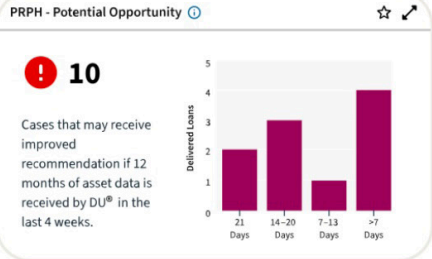 PRPH - Potential Opportunity
10
Cases that may receive
improved
recommendation if 12
months of asset data is
received by DU® in the
last 4 weeks.
Delivered Loans
5
4
3
2
1
0
21
Days
14–20
Days
7–13
Days
>7
Days